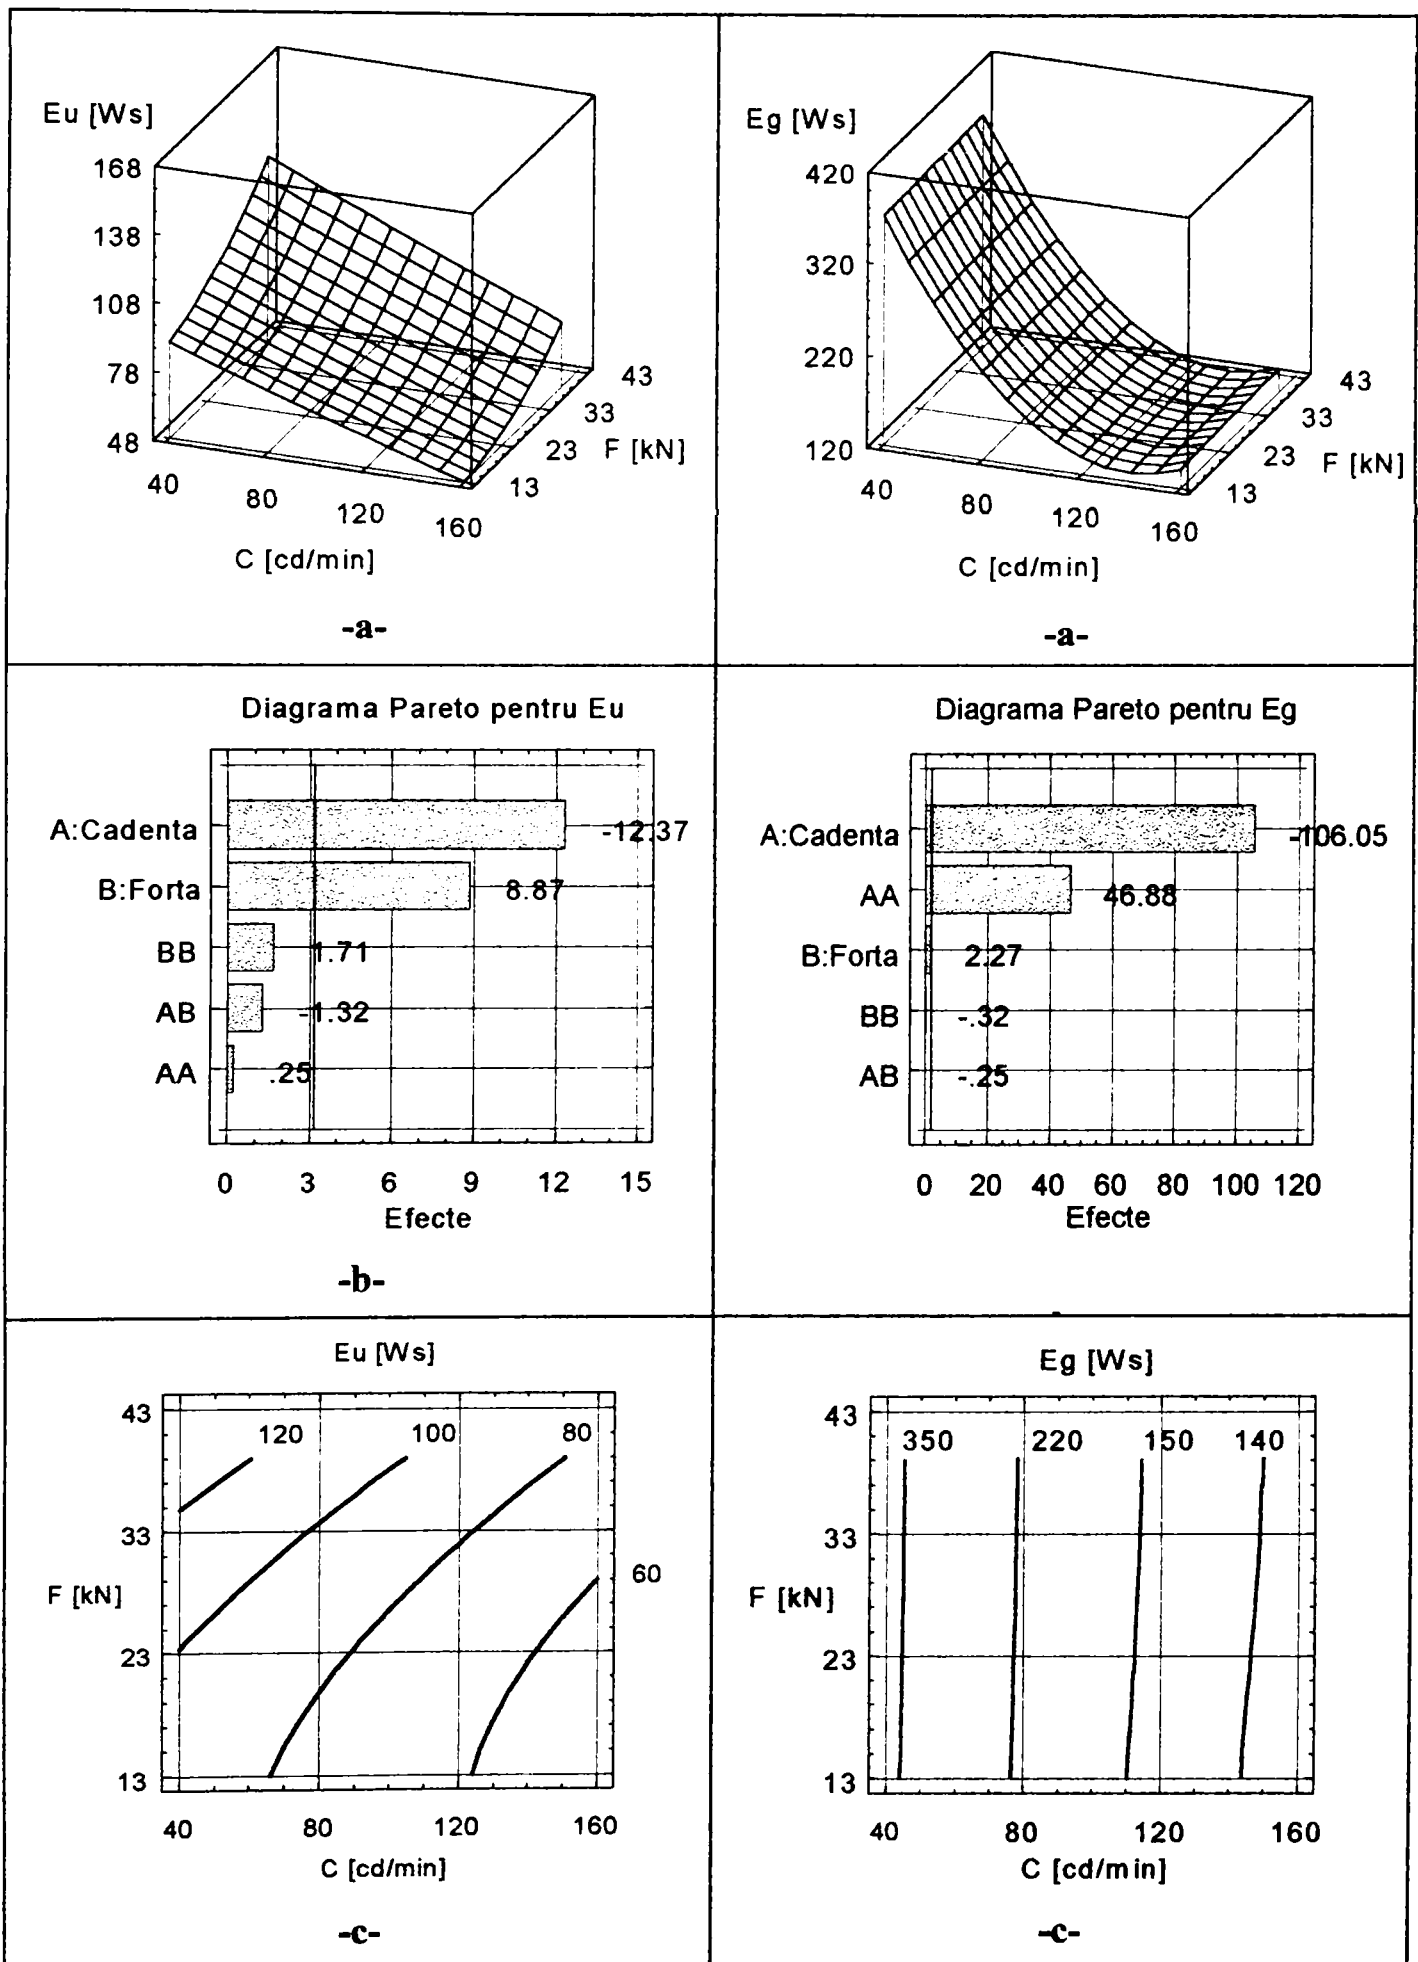 Eu [Ws]
168
138
108
78
48
40
80
120
160
13
23
33
43
F [kN]
C [cd/min]
-a-
Eg [Ws]
420
320
220
120
40
80
120
160
13
23
33
43
F [kN]
C [cd/min]
-a-
Diagrama Pareto pentru Eu
A:Cadenta -12.37
B:Forta 8.87
BB 1.71
AB -1.32
AA .25
0 3 6 9 12 15
Efecte
-b-
Diagrama Pareto pentru Eg
A:Cadenta -106.05
AA 46.88
B:Forta 2.27
BB -.32
AB -.25
0 20 40 60 80 100 120
Efecte
Eu [Ws]
43
120 100 80
33
60
F [kN]
23
13
40 80 120 160
C [cd/min]
-c-
Eg [Ws]
43
350 220 150 140
33
F [kN]
23
13
40 80 120 160
C [cd/min]
-c-